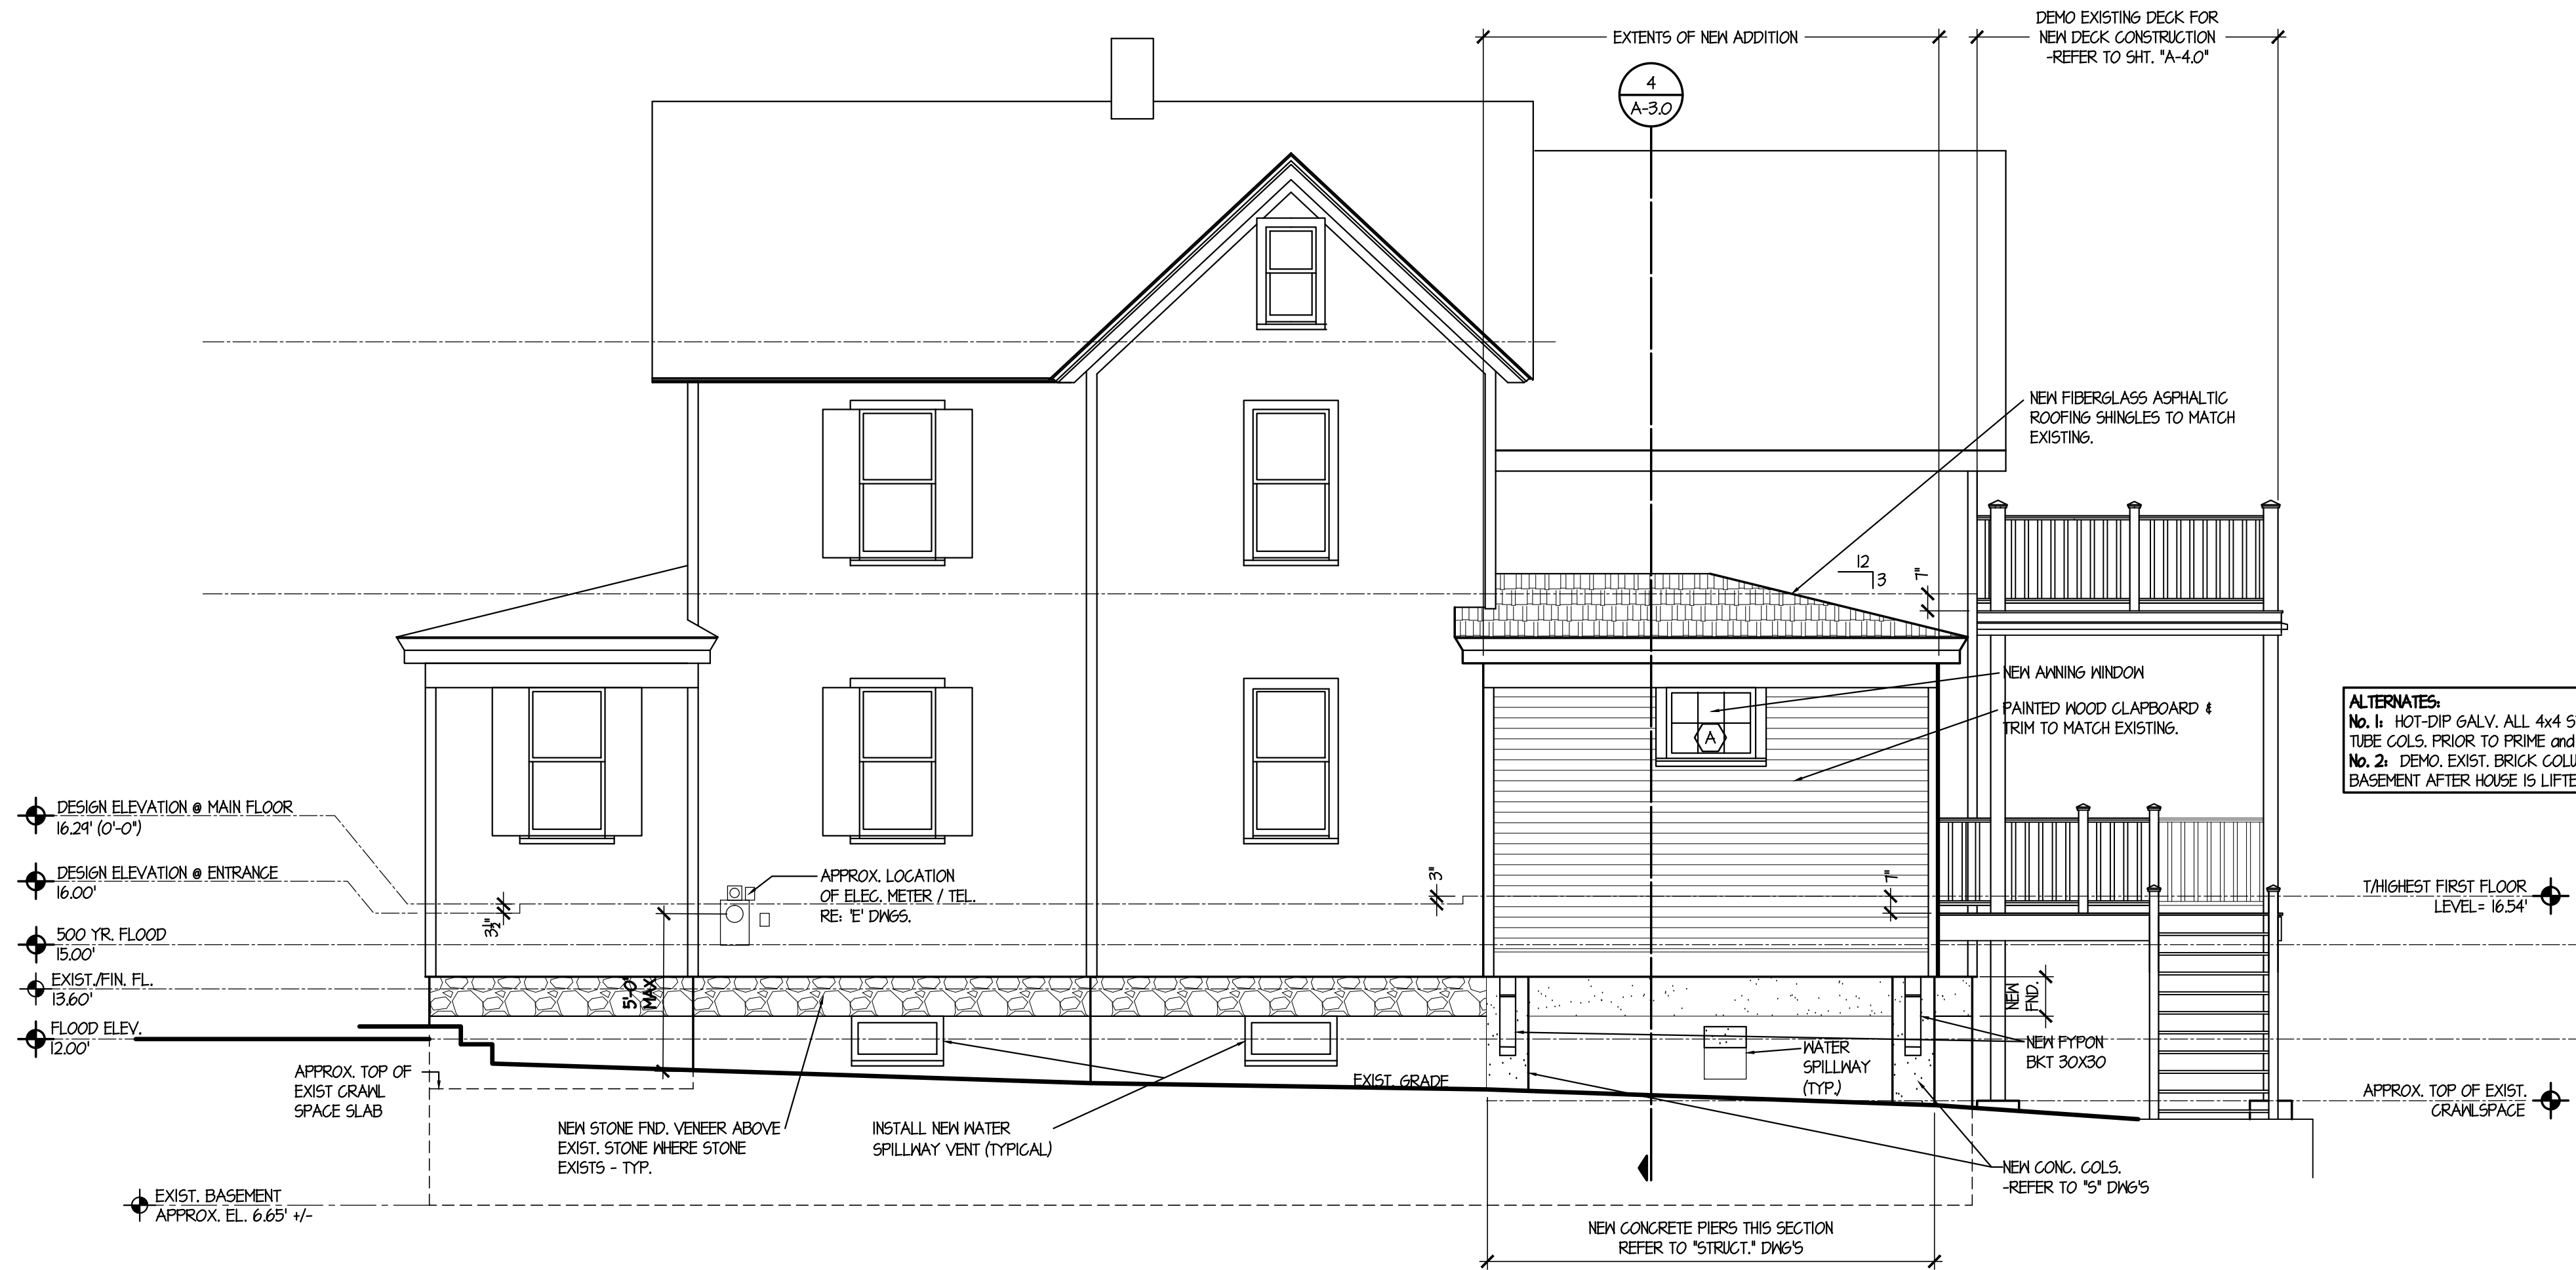 EXTENTS OF NEW ADDITION
DEMO EXISTING DECK FOR
NEW DECK CONSTRUCTION
-REFER TO SHT. "A-4.0"
4
A-3.0
NEW FIBERGLASS ASPHALTIC
ROOFING SHINGLES TO MATCH
EXISTING.
12
3
7"
NEW AWNING WINDOW
PAINTED WOOD CLAPBOARD &
TRIM TO MATCH EXISTING.
A
ALTERNATES:
No. 1: HOT-DIP GALV. ALL 4x4 S
TUBE COLS. PRIOR TO PRIME and
No. 2: DEMO. EXIST. BRICK COLU
BASEMENT AFTER HOUSE IS LIFTE
DESIGN ELEVATION @ MAIN FLOOR
16.29' (0'-0")
DESIGN ELEVATION @ ENTRANCE
16.00'
500 YR. FLOOD
15.00'
EXIST./FIN. FL.
13.60'
FLOOD ELEV.
12.00'
3½"
APPROX. LOCATION
OF ELEC. METER / TEL.
RE: 'E' DWGS.
3"
7"
T/HIGHEST FIRST FLOOR
LEVEL= 16.54'
5'-0"
MAX
NEW
FND.
NEW FYPON
BKT 30X30
WATER
SPILLWAY
(TYP.)
EXIST. GRADE
APPROX. TOP OF
EXIST CRAWL
SPACE SLAB
APPROX. TOP OF EXIST.
CRAWLSPACE
NEW STONE FND. VENEER ABOVE
EXIST. STONE WHERE STONE
EXISTS - TYP.
INSTALL NEW WATER
SPILLWAY VENT (TYPICAL)
NEW CONC. COLS.
-REFER TO "S" DWG'S
EXIST. BASEMENT
APPROX. EL. 6.65' +/-
NEW CONCRETE PIERS THIS SECTION
REFER TO "STRUCT." DWG'S